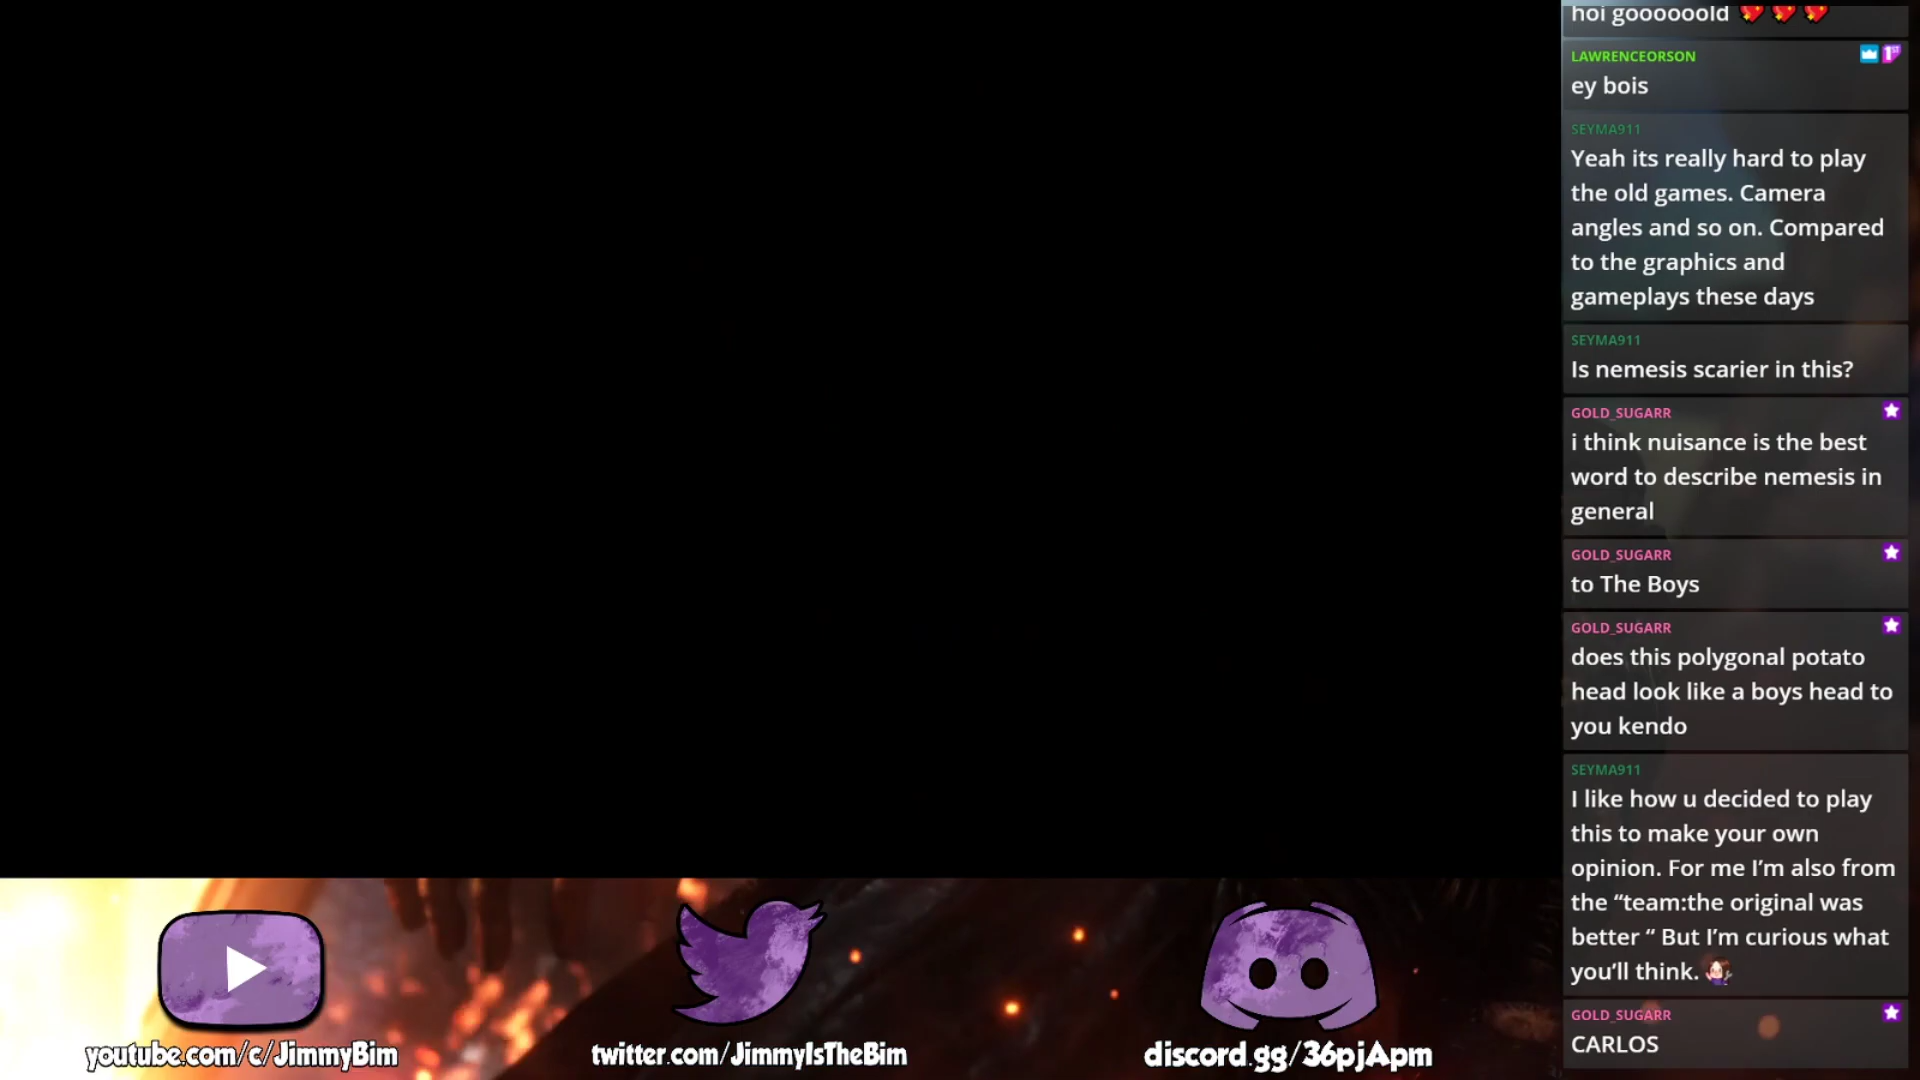 hoi goooooold
LAWRENCEORSON
ey bois
SEYMA911
Yeah its really hard to play
the old games. Camera
angles and so on. Compared
to the graphics and
gameplays these days
SEYMA911
Is nemesis scarier in this?
GOLD_SUGARR
i think nuisance is the best
word to describe nemesis in
general
GOLD_SUGARR
to The Boys
GOLD_SUGARR
does this polygonal potato
head look like a boys head to
you kendo
SEYMA911
I like how u decided to play
this to make your own
opinion. For me I’m also from
the “team:the original was
better “ But I’m curious what
you’ll think.
GOLD_SUGARR
CARLOS
youtube.com/c/JimmyBim
twitter.com/JimmyIsTheBim
discord.gg/36pjApm